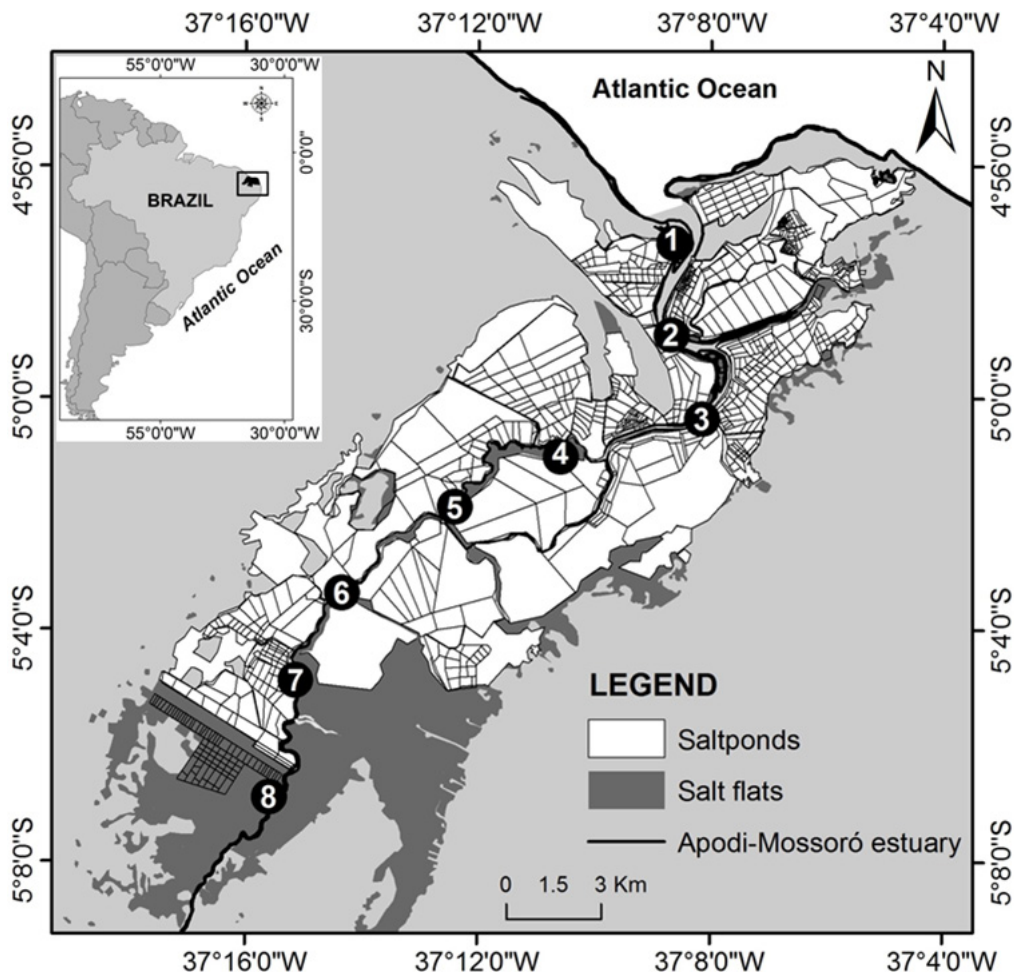 37°16'0"W 37°12'0"W 37°8'0"W 37°4'0"W
55°0'0"W 30°0'0"W
N
Atlantic Ocean
4°56'0"S
0°0'0"
4°56'0"S
BRAZIL
1
Atlantic Ocean
30°0'0"S
2
5°0'0"S
3
5°0'0"S
55°0'0"W 30°0'0"W
4
5
6
5°4'0"S
5°4'0"S
7
LEGEND
Saltponds
Salt flats
8
Apodi-Mossoró estuary
5°8'0"S
0 1.5 3 Km
5°8'0"S
37°16'0"W 37°12'0"W 37°8'0"W 37°4'0"W